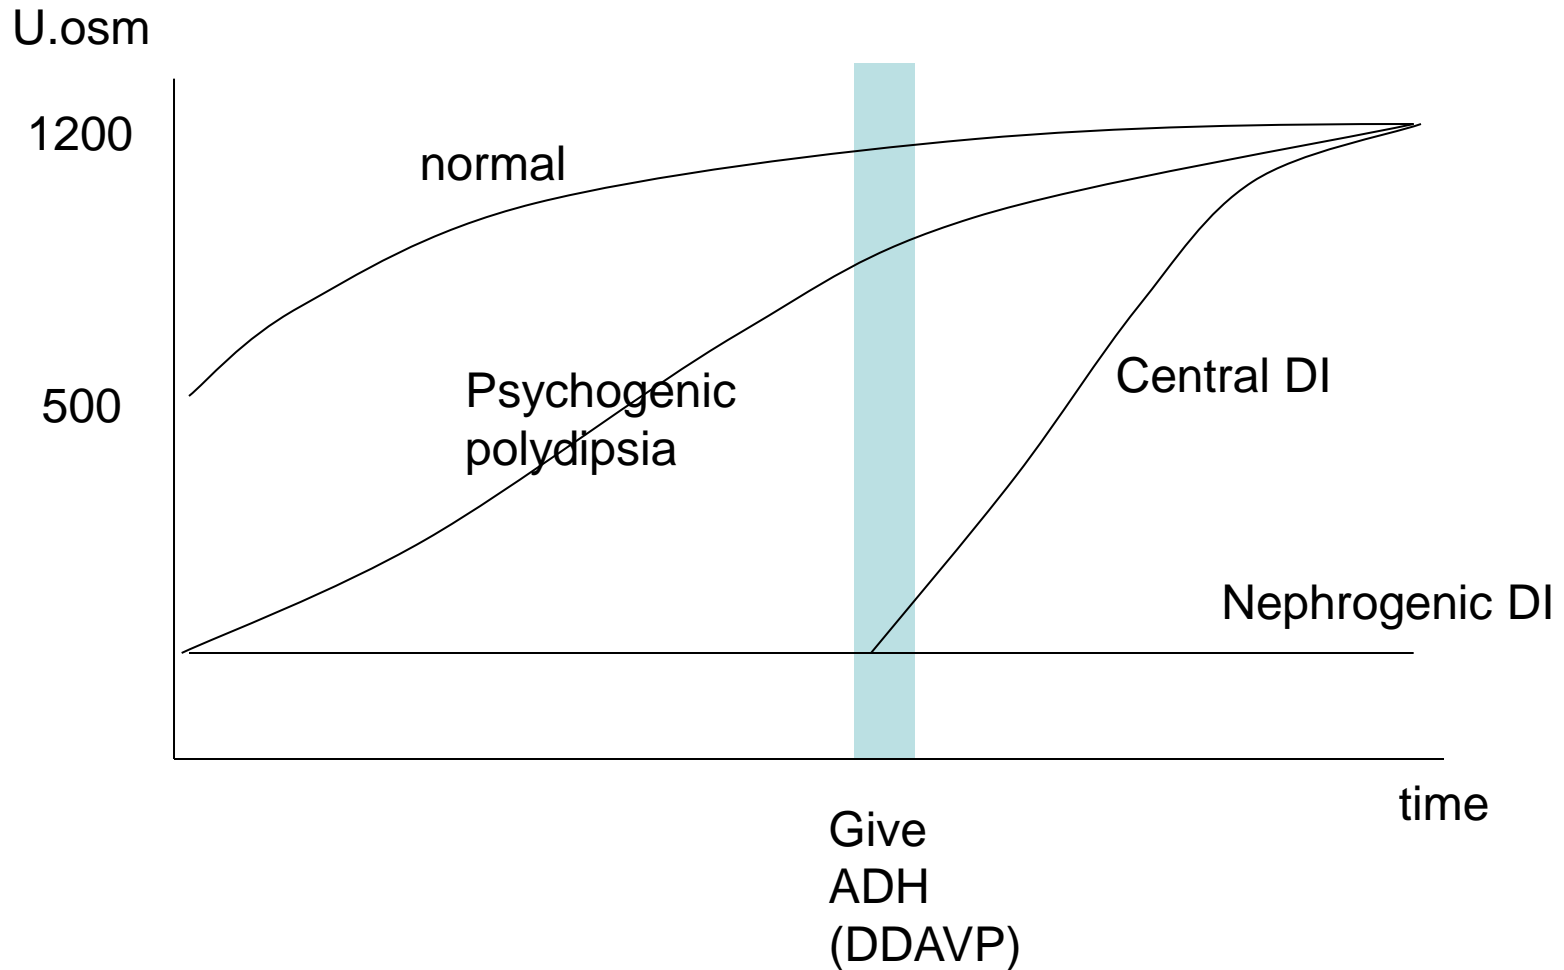 U.osm
1200
normal
500
Psychogenic
polydipsia
Central DI
Nephrogenic DI
time
Give
ADH
(DDAVP)